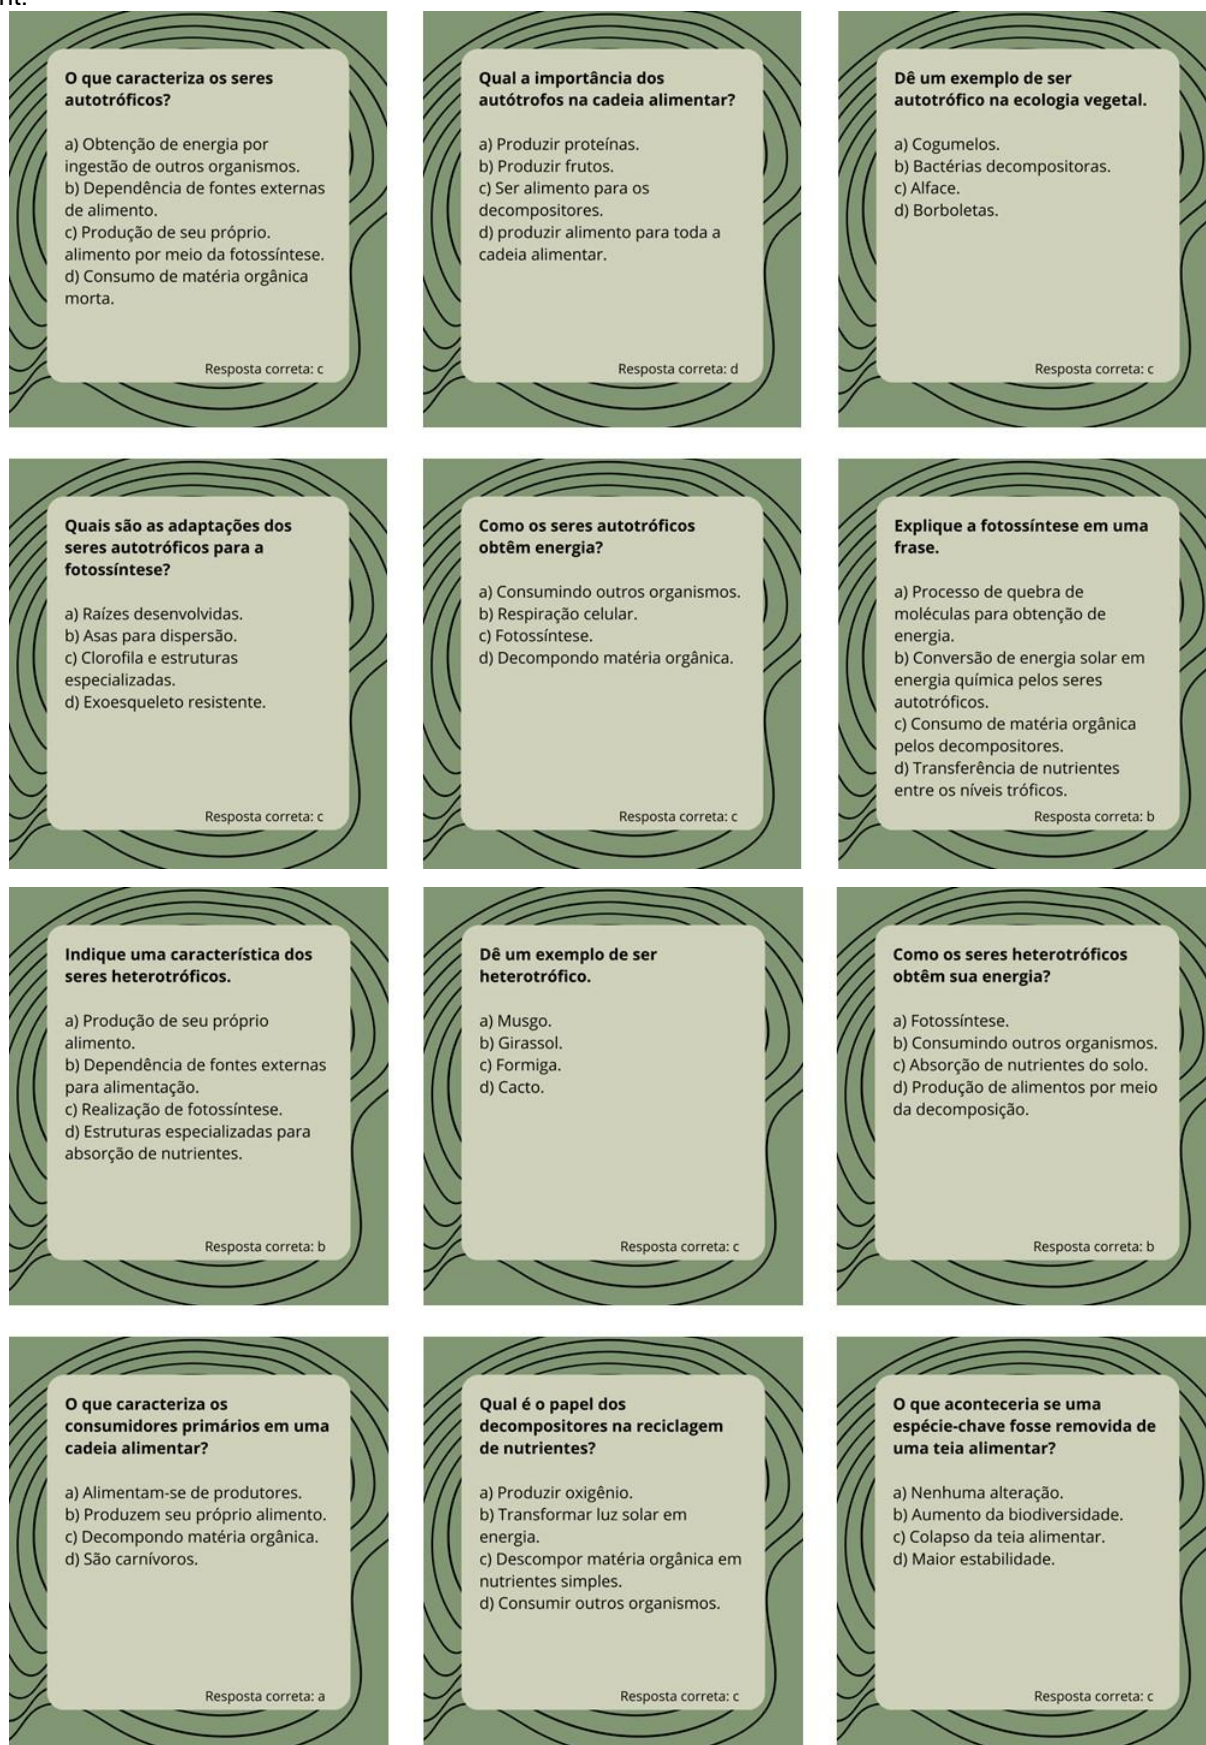 nt.
O que caracteriza os seres
autotróficos?
a) Obtenção de energia por
ingestão de outros organismos.
b) Dependência de fontes externas
de alimento.
c) Produção de seu próprio.
alimento por meio da fotossíntese.
d) Consumo de matéria orgânica
morta.
Resposta correta: c
Qual a importância dos
autótrofos na cadeia alimentar?
a) Produzir proteínas.
b) Produzir frutos.
c) Ser alimento para os
decompositores.
d) produzir alimento para toda a
cadeia alimentar.
Resposta correta: d
Dê um exemplo de ser
autotrófico na ecologia vegetal.
a) Cogumelos.
b) Bactérias decompositoras.
c) Alface.
d) Borboletas.
Resposta correta: c
Quais são as adaptações dos
seres autotróficos para a
fotossíntese?
a) Raízes desenvolvidas.
b) Asas para dispersão.
c) Clorofila e estruturas
especializadas.
d) Exoesqueleto resistente.
Resposta correta: c
Como os seres autotróficos
obtêm energia?
a) Consumindo outros organismos.
b) Respiração celular.
c) Fotossíntese.
d) Decompondo matéria orgânica.
Resposta correta: c
Explique a fotossíntese em uma
frase.
a) Processo de quebra de
moléculas para obtenção de
energia.
b) Conversão de energia solar em
energia química pelos seres
autotróficos.
c) Consumo de matéria orgânica
pelos decompositores.
d) Transferência de nutrientes
entre os níveis tróficos.
Resposta correta: b
Indique uma característica dos
seres heterotróficos.
a) Produção de seu próprio
alimento.
b) Dependência de fontes externas
para alimentação.
c) Realização de fotossíntese.
d) Estruturas especializadas para
absorção de nutrientes.
Resposta correta: b
Dê um exemplo de ser
heterotrófico.
a) Musgo.
b) Girassol.
c) Formiga.
d) Cacto.
Resposta correta: c
Como os seres heterotróficos
obtêm sua energia?
a) Fotossíntese.
b) Consumindo outros organismos.
c) Absorção de nutrientes do solo.
d) Produção de alimentos por meio
da decomposição.
Resposta correta: b
O que caracteriza os
consumidores primários em uma
cadeia alimentar?
a) Alimentam-se de produtores.
b) Produzem seu próprio alimento.
c) Decompondo matéria orgânica.
d) São carnívoros.
Resposta correta: a
Qual é o papel dos
decompositores na reciclagem
de nutrientes?
a) Produzir oxigênio.
b) Transformar luz solar em
energia.
c) Descompor matéria orgânica em
nutrientes simples.
d) Consumir outros organismos.
Resposta correta: c
O que aconteceria se uma
espécie-chave fosse removida de
uma teia alimentar?
a) Nenhuma alteração.
b) Aumento da biodiversidade.
c) Colapso da teia alimentar.
d) Maior estabilidade.
Resposta correta: c